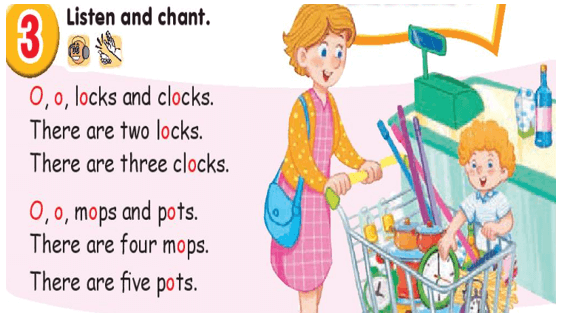 3
Listen and chant.
O, o, locks and clocks.
There are two locks.
There are three clocks.
O, o, mops and pots.
There are four mops.
There are five pots.